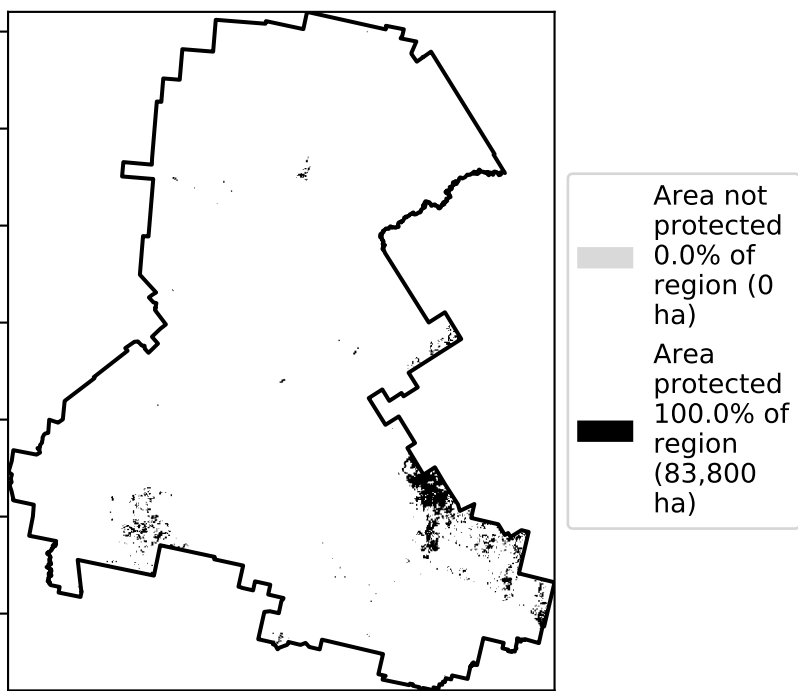 Area not
protected
0.0% of
region (0
ha)
Area
protected
100.0% of
region
(83,800
ha)